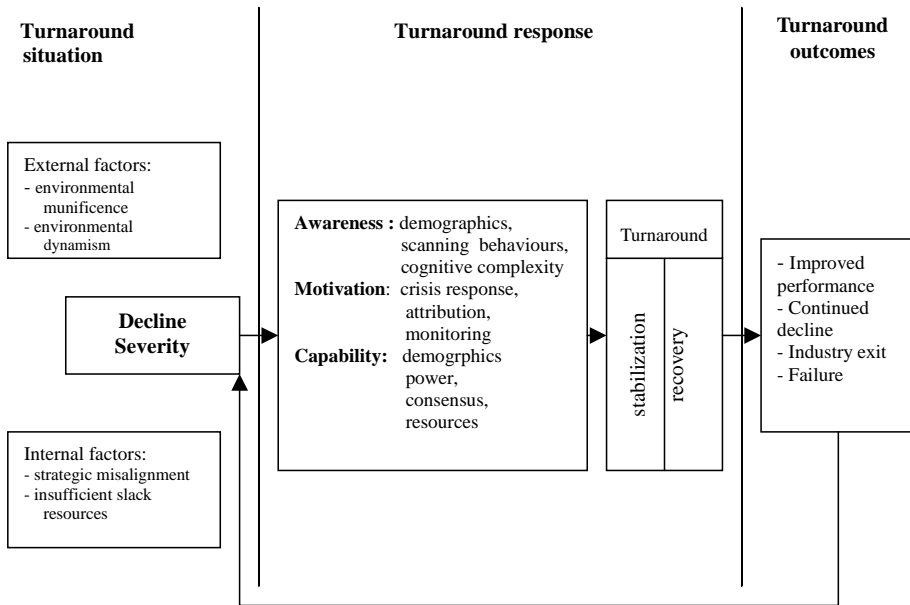 Turnaround
situation
Turnaround response
Turnaround
outcomes
External factors:
- environmental
munificence
- environmental
dynamism
Decline
Severity
Internal factors:
- strategic misalignment
- insufficient slack
resources
Awareness : demographics,
scanning behaviours,
cognitive complexity
Motivation: crisis response,
attribution,
monitoring
Capability: demogrphics
power,
consensus,
resources
Turnaround
stabilization
recovery
- Improved
performance
- Continued
decline
- Industry exit
- Failure